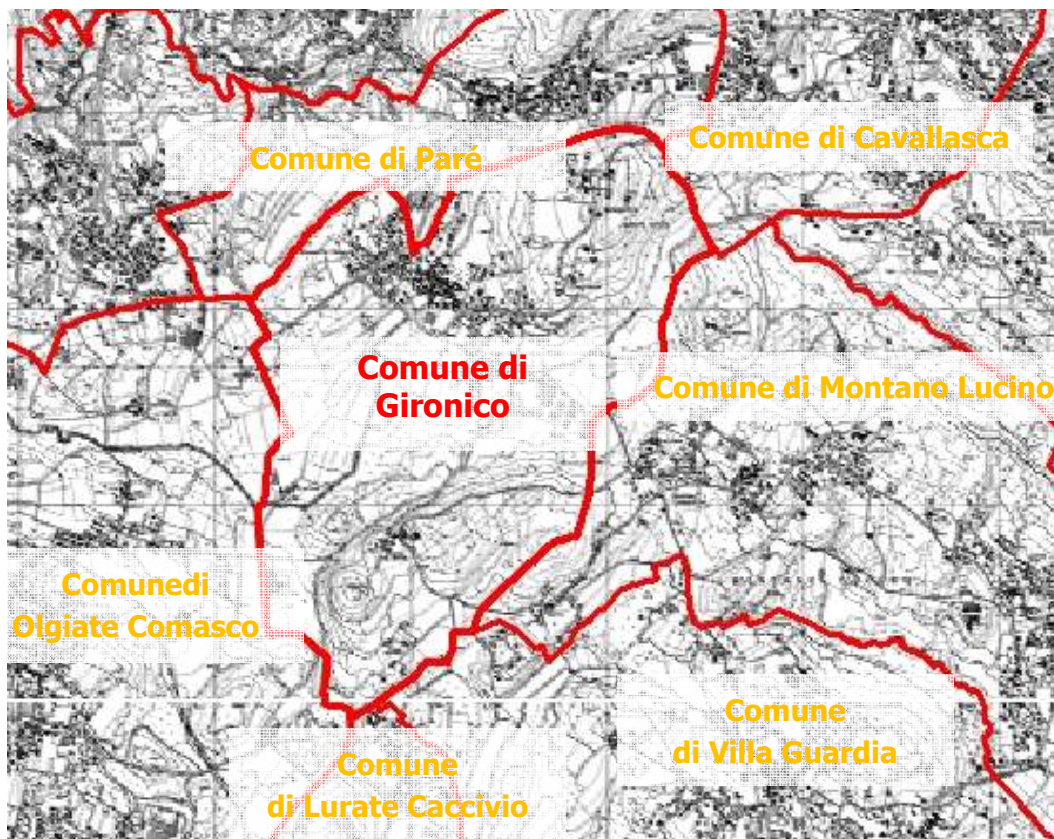 Comune di Paré
Comune di Cavallasca
Comune di
Gironico
Comune di Montano Lucino
Comunedi
Olgiate Comasco
Comune
di Villa Guardia
Comune
di Lurate Caccivio